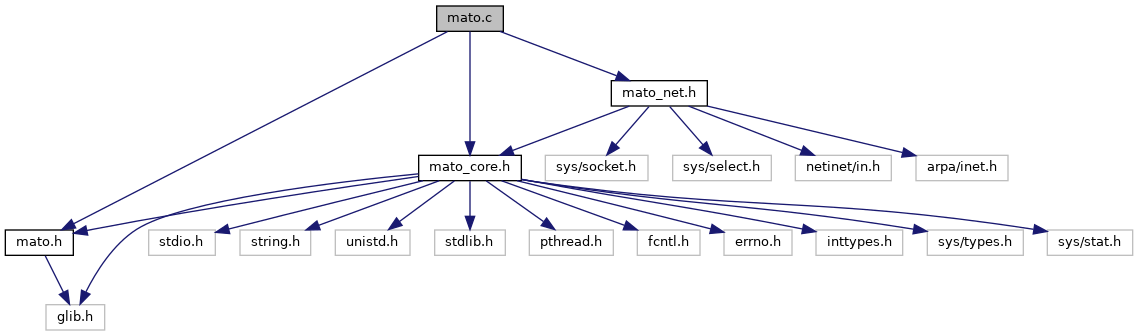 mato.c
mato_net.h
mato_core.h
sys/socket.h
sys/select.h
netinet/in.h
arpa/inet.h
mato.h
stdio.h
string.h
unistd.h
stdlib.h
pthread.h
fcntl.h
errno.h
inttypes.h
sys/types.h
sys/stat.h
glib.h